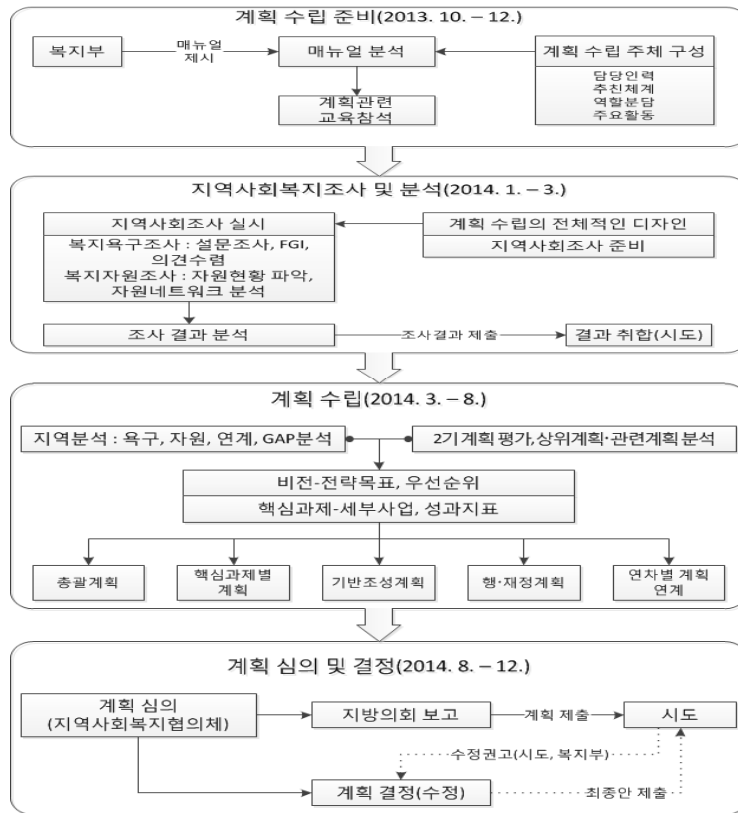 계획 수립 준비(2013. 10. – 12.)
복지부
매뉴얼
제시
매뉴얼 분석
계획 수립 주체 구성
담당인력
추친체계
역할분담
주요활동
계획관련
교육참석
지역사회복지조사 및 분석(2014. 1. – 3.)
지역사회조사 실시
복지욕구조사 : 설문조사, FGI,
의견수렴
복지자원조사 : 자원현황 파악,
자원네트워크 분석
계획 수립의 전체적인 디자인
지역사회조사 준비
조사 결과 분석
조사결과 제출
결과 취합(시도)
계획 수립(2014. 3. – 8.)
지역분석 : 욕구, 자원, 연계, GAP분석
2기계획 평가,상위계획·관련계획 분석
비전-전략목표, 우선순위
핵심과제-세부사업, 성과지표
총괄계획
핵심과제별
계획
기반조성계획
행·재정계획
연차별 계획
연계
계획 심의 및 결정(2014. 8. – 12.)
계획 심의
(지역사회복지협의체)
지방의회 보고
계획 제출
시도
수정권고(시도, 복지부)
계획 결정(수정)
최종안 제출